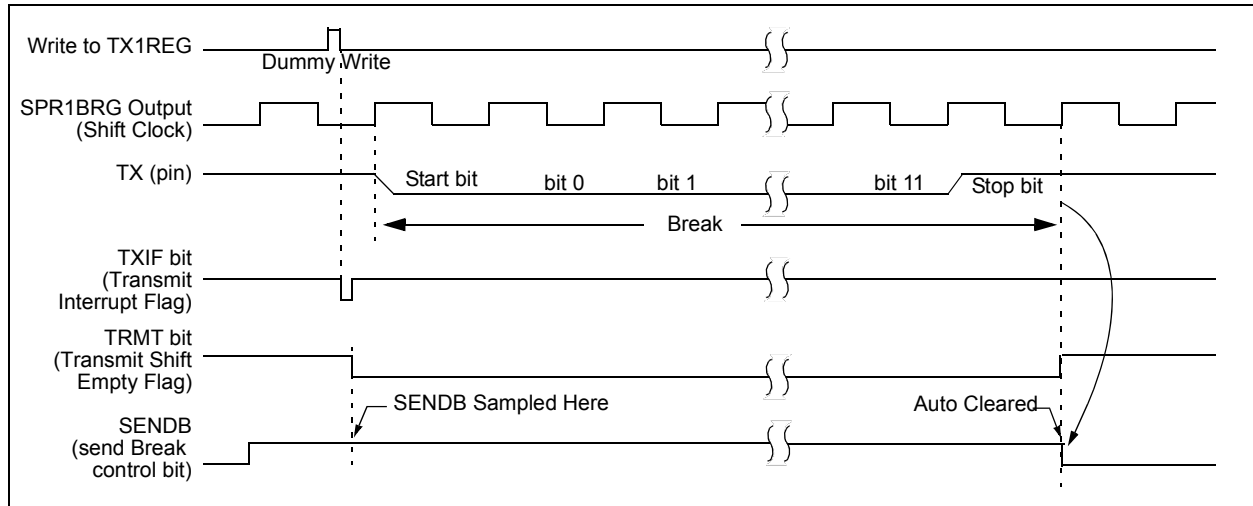 Write to TX1REG
Dummy Write
SPR1BRG Output
(Shift Clock)
TX (pin)
Start bit
bit 0
bit 1
bit 11
Stop bit
Break
TXIF bit
(Transmit
Interrupt Flag)
TRMT bit
(Transmit Shift
Empty Flag)
SENDB Sampled Here
Auto Cleared
SENDB
(send Break
control bit)